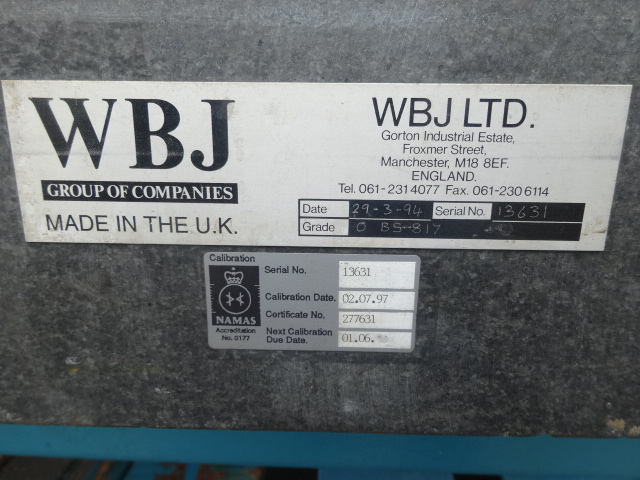 WBJ
GROUP OF COMPANIES
MADE IN THE U.K.
WBJ LTD.
Gorton Industrial Estate,
Froxmer Street,
Manchester, M18 8EF.
ENGLAND.
Tel. 061-231 4077 Fax. 061-230 6114
Date 29-3-94 Serial No. 13631
Grade 0 BS-817
Calibration
NAMAS
Accreditation
No. 0177
Serial No. 13631
Calibration Date. 02.07.97
Certificate No. 277631
Next Calibration
Due Date. 01.06.